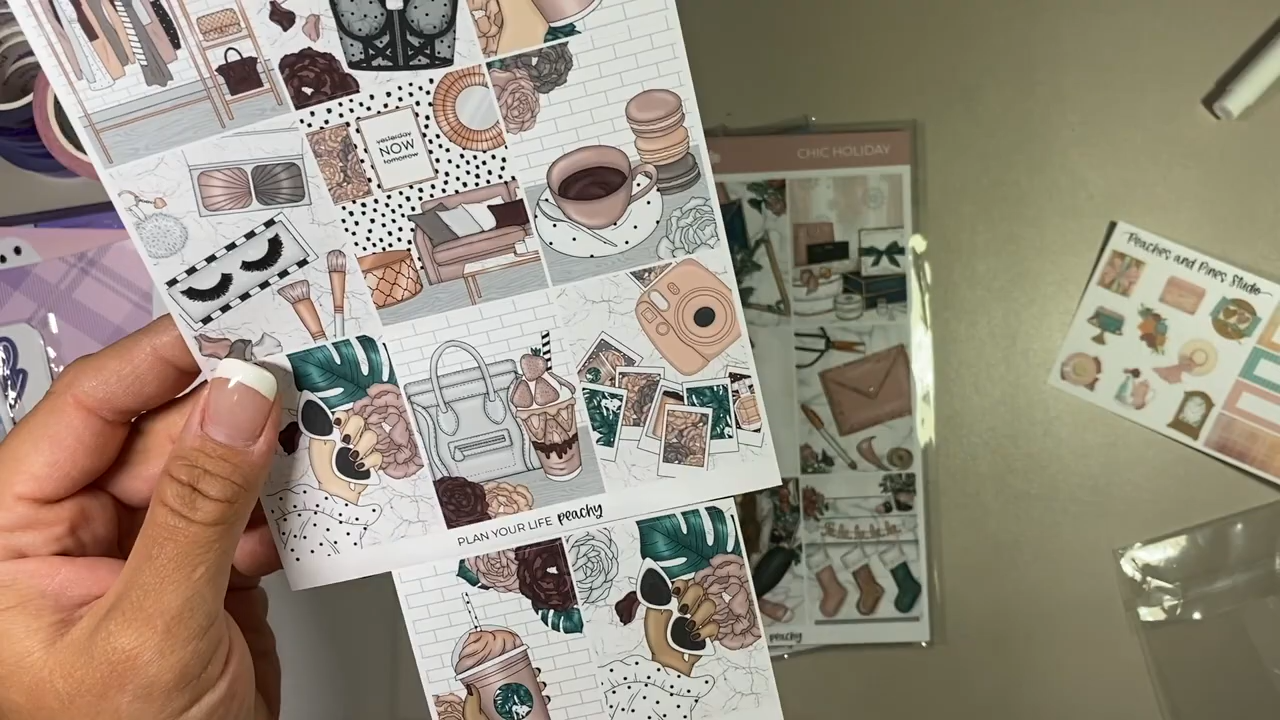 yesterday
NOW
tomorrow
CHIC HOLIDAY
Peaches and Pines Studio
PLAN YOUR LIFE peachy
peachy